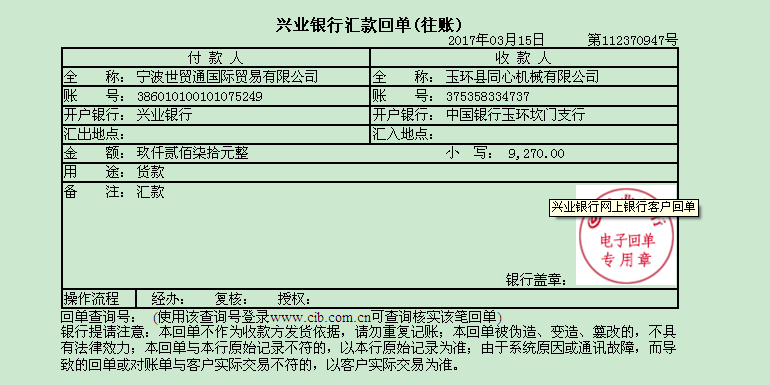 兴业银行汇款回单(往账)
2017年03月15日 第112370947号
付款人 收款人
全 称： 宁波世贸通国际贸易有限公司 全 称： 玉环县同心机械有限公司
账 号： 386010100101075249 账 号： 375358334737
开户银行： 兴业银行 开户银行： 中国银行玉环坎门支行
汇出地点： 汇入地点：
金 额： 玖仟贰佰柒拾元整 小 写： 9,270.00
用 途： 货款
备 注： 汇款
兴业银行网上银行客户回单
电子回单
专用章
银行盖章：
操作流程 经办： 复核： 授权：
回单查询号： (使用该查询号登录www.cib.com.cn可查询核实该笔回单)
银行提请注意：本回单不作为收款方发货依据，请勿重复记账；本回单被伪造、变造、篡改的，不具
有法律效力；本回单与本行原始记录不符的，以本行原始记录为准；由于系统原因或通讯故障，而导
致的回单或对账单与客户实际交易不符的，以客户实际交易为准。